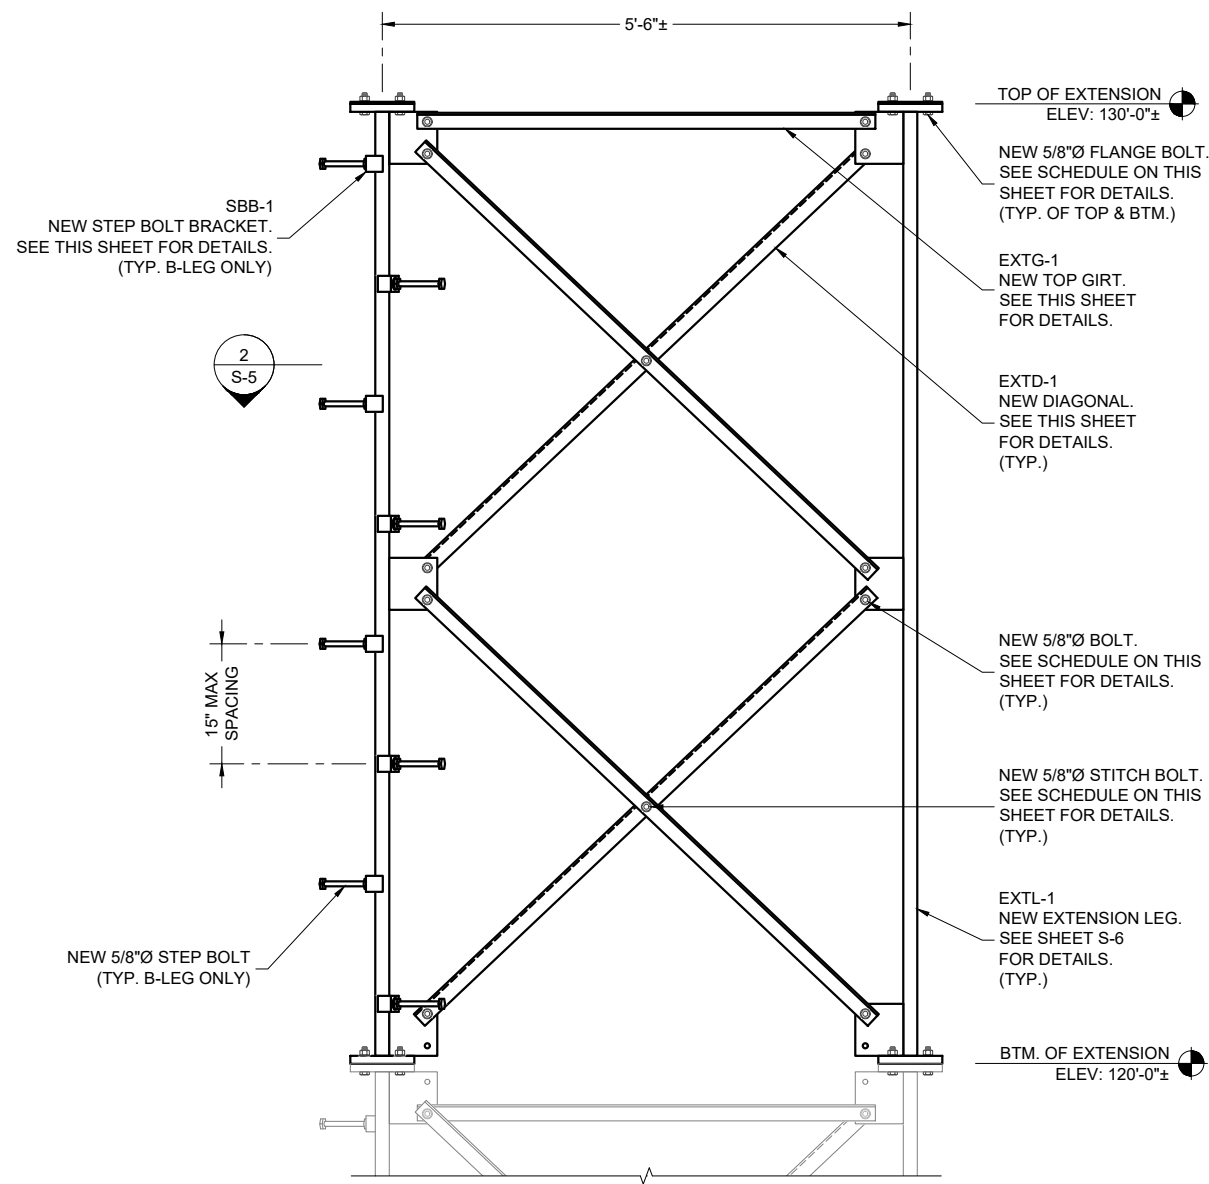 5'-6"±
TOP OF EXTENSION
ELEV: 130'-0"±
NEW 5/8"Ø FLANGE BOLT.
SEE SCHEDULE ON THIS
SHEET FOR DETAILS.
(TYP. OF TOP & BTM.)
SBB-1
NEW STEP BOLT BRACKET.
SEE THIS SHEET FOR DETAILS.
(TYP. B-LEG ONLY)
EXTG-1
NEW TOP GIRT.
SEE THIS SHEET
FOR DETAILS.
2
S-5
EXTD-1
NEW DIAGONAL.
SEE THIS SHEET
FOR DETAILS.
(TYP.)
15" MAX
SPACING
NEW 5/8"Ø BOLT.
SEE SCHEDULE ON THIS
SHEET FOR DETAILS.
(TYP.)
NEW 5/8"Ø STITCH BOLT.
SEE SCHEDULE ON THIS
SHEET FOR DETAILS.
(TYP.)
EXTL-1
NEW EXTENSION LEG.
SEE SHEET S-6
FOR DETAILS.
(TYP.)
NEW 5/8"Ø STEP BOLT
(TYP. B-LEG ONLY)
BTM. OF EXTENSION
ELEV: 120'-0"±